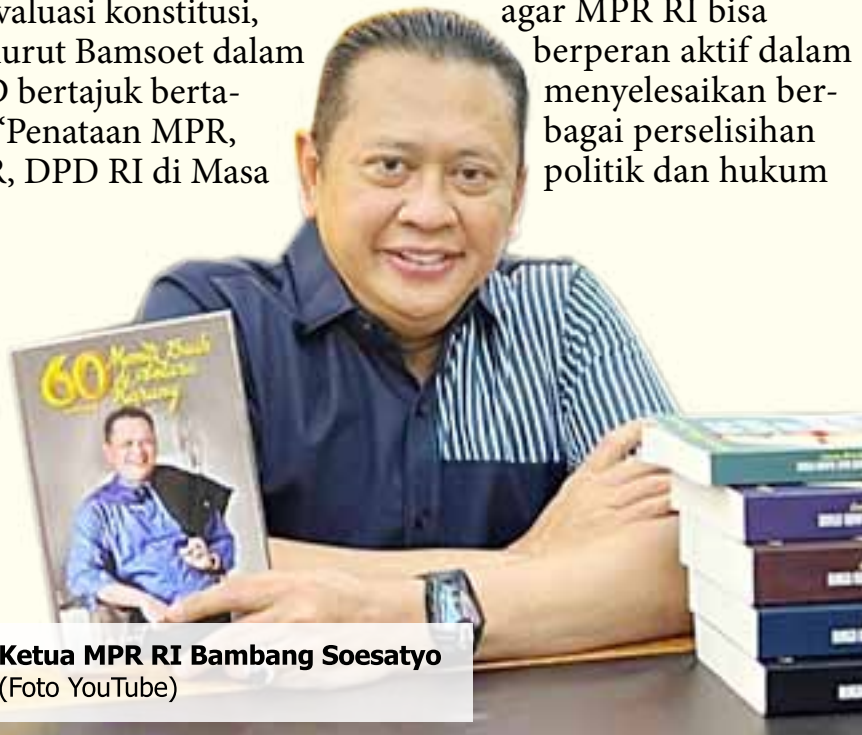 valuasi konstitusi,
urut Bamsoet dalam
D bertajuk berta-
“Penataan MPR,
R, DPD RI di Masa
agar MPR RI bisa
berperan aktif dalam
menyelesaikan ber-
bagai perselisihan
politik dan hukum
60
Karung
Ketua MPR RI Bambang Soesatyo
(Foto YouTube)